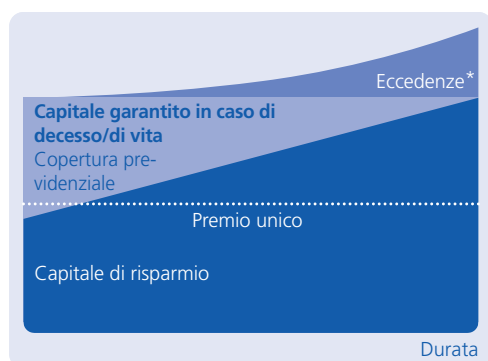 Eccedenze*
Capitale garantito in caso di
decesso/di vita
Copertura pre-
videnziale
Premio unico
Capitale di risparmio
Durata